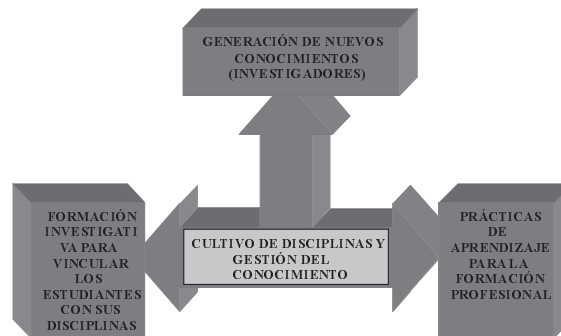 GENERACIÓN DE NUEVOS
CONOCIMIENTOS
(INVESTIGADORES)
FORMACIÓN
INVESTIGATI
VA PARA
VINCULAR
LOS
ESTUDIANTES
CON SUS
DISCIPLINAS
CULTIVO DE DISCIPLINAS Y
GESTIÓN DEL
CONOCIMIENTO
PRÁCTICAS
DE
APRENDIZAJE
PARA LA
FORMACIÓN
PROFESIONAL